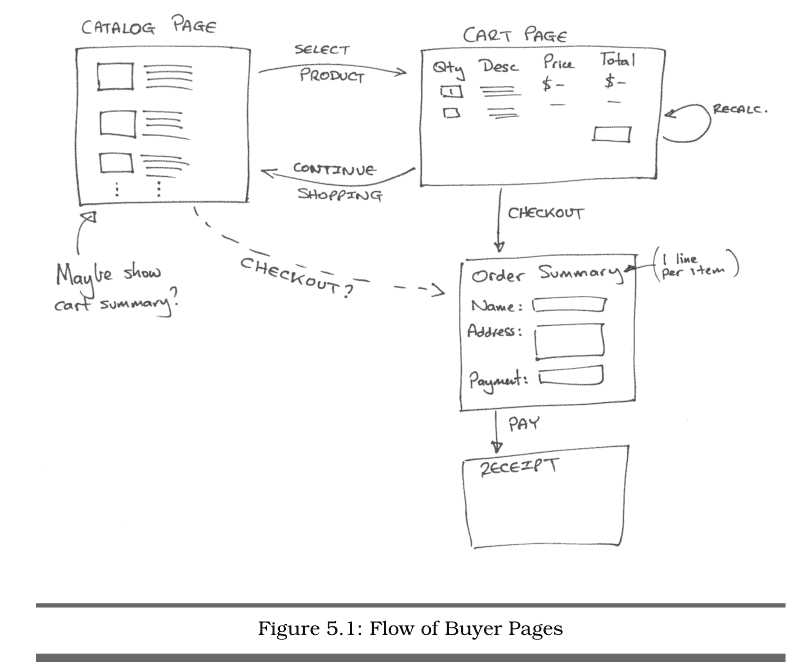 CATALOG PAGE
SELECT
PRODUCT
CONTINUE
SHOPPING
CART PAGE
Qty Desc Price Total
1 $- $-
- -
RECALC.
CHECKOUT
Maybe show
cart summary?
CHECKOUT?
Order Summary
(1 line
per item)
Name:
Address:
Payment:
PAY
RECEIPT
Figure 5.1: Flow of Buyer Pages